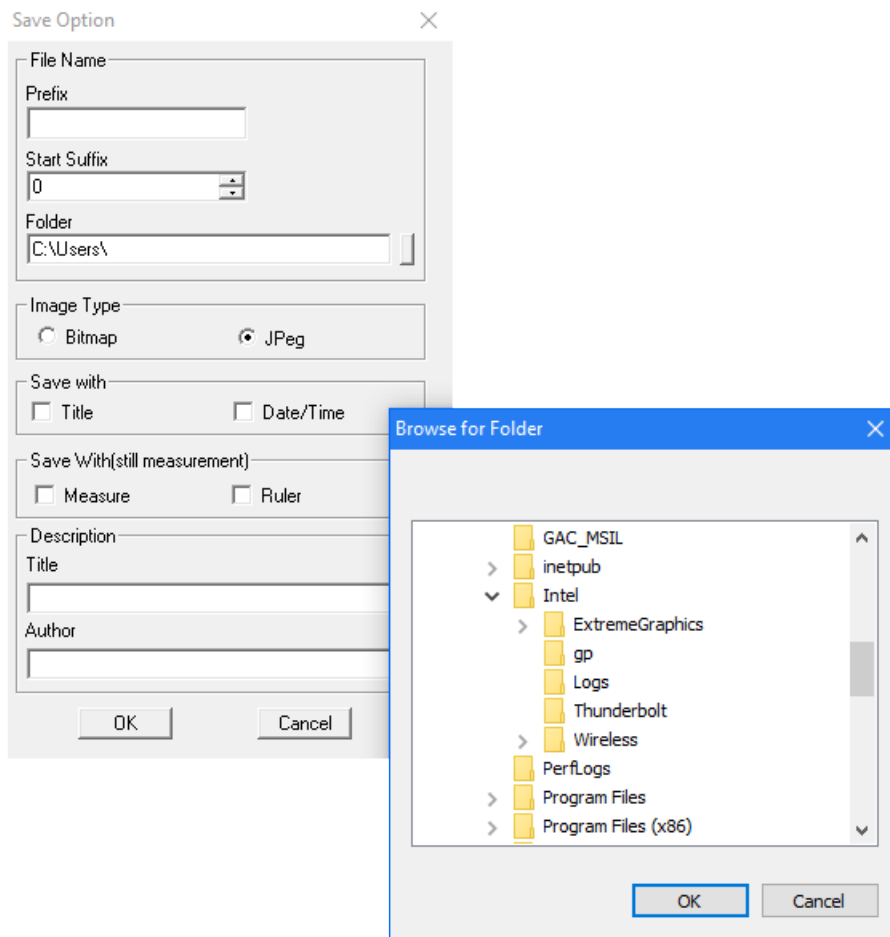 Save Option
File Name
Prefix
Start Suffix
0
Folder
C:\Users\
Image Type
Bitmap JPeg
Save with
Title Date/Time
Save With(still measurement)
Measure Ruler
Description
Title
Author
OK Cancel
Browse for Folder
GAC_MSIL
inetpub
Intel
ExtremeGraphics
gp
Logs
Thunderbolt
Wireless
PerfLogs
Program Files
Program Files (x86)
OK Cancel